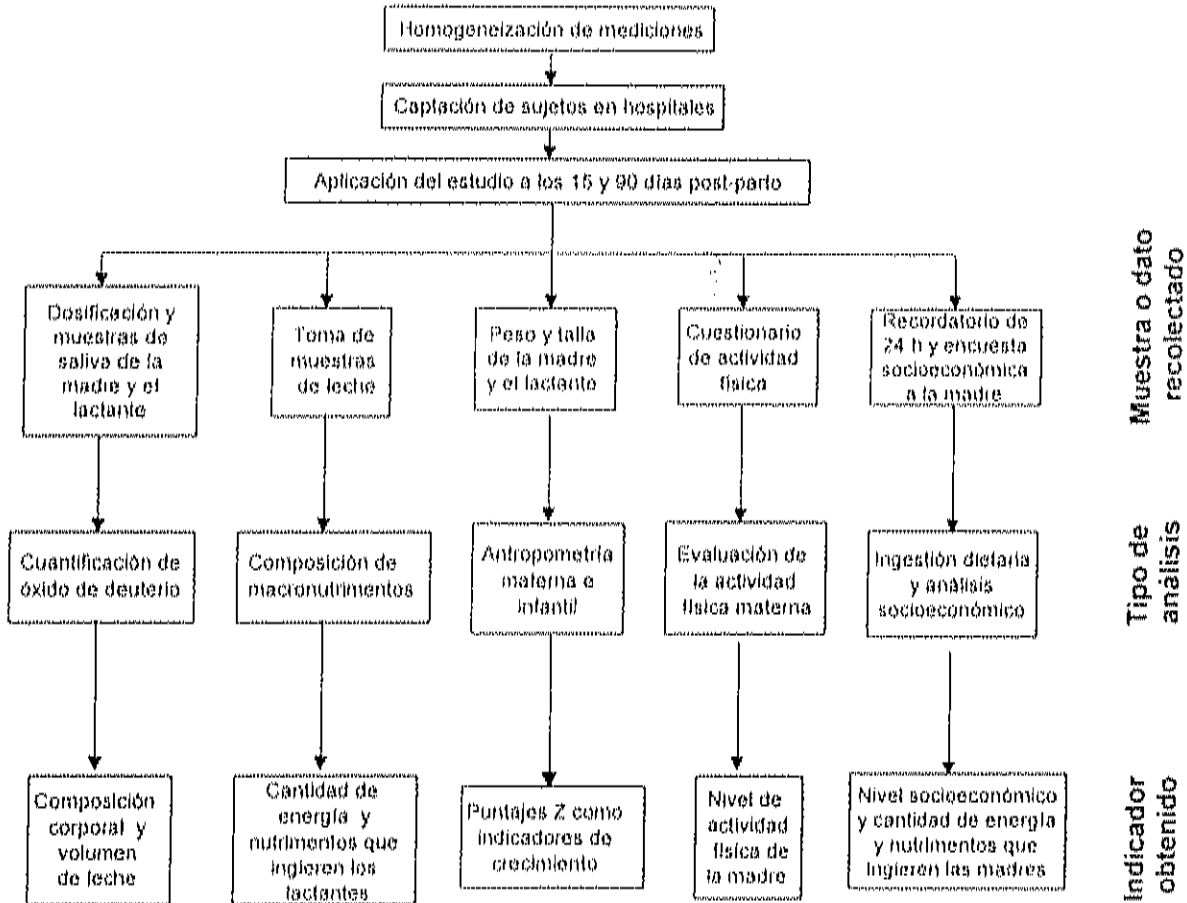 Homogeneización de mediciones
Captación de sujetos en hospitales
Aplicación del estudio a los 15 y 90 días post-parto
Dosificación y
muestras de
saliva de la
madre y el
lactante
Toma de
muestras
de leche
Peso y talla
de la madre
y el lactante
Cuestionario
de actividad
física
Recordatorio de
24 h y encuesta
socioeconómica
a la madre
Muestra o dato
recolectado
Cuantificación de
óxido de deuterio
Composición de
macronutrimentos
Antropometría
materna e
infantil
Evaluación de
la actividad
física materna
Ingestión dietaria
y análisis
socioeconómico
Tipo de
análisis
Composición
corporal y
volumen
de leche
Cantidad de
energía y
nutrimentos que
ingieren los
lactantes
Puntajes Z como
indicadores de
crecimiento
Nivel de
actividad
física de
la madre
Nivel socioeconómico
y cantidad de energía
y nutrimentos que
ingieren las madres
Indicador
obtenido